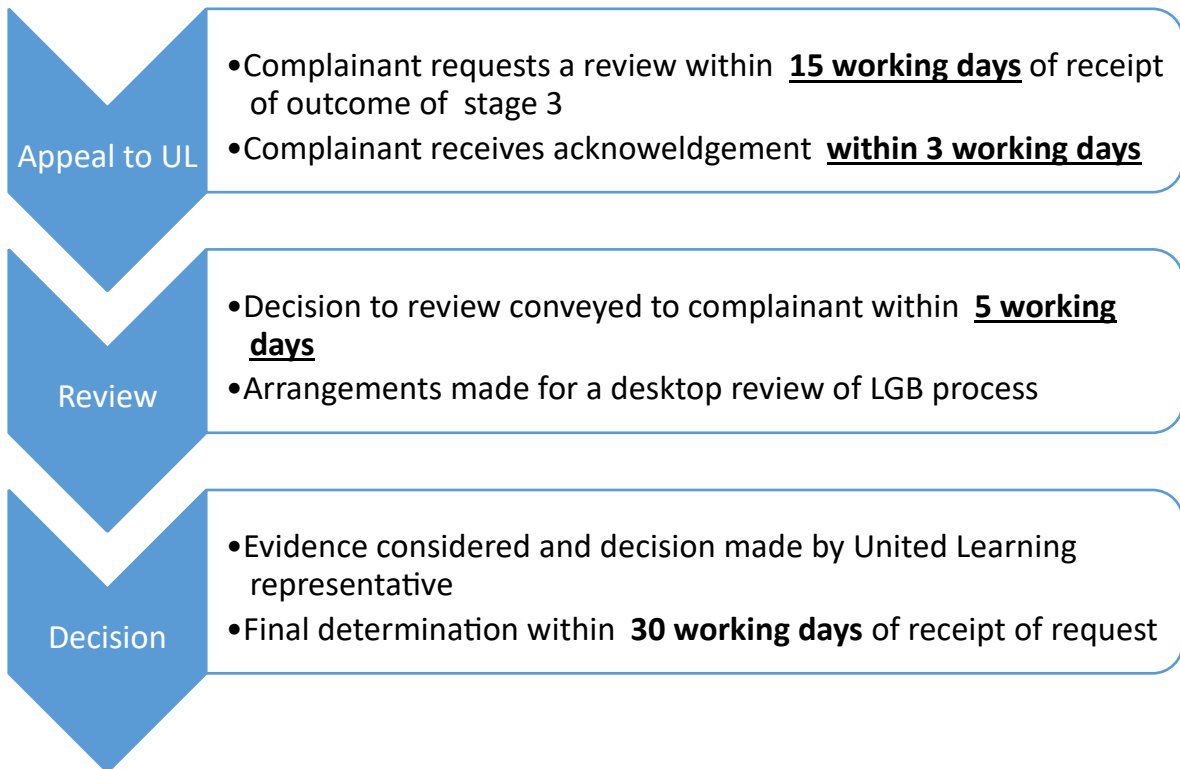 Appeal to UL
•Complainant requests a review within 15 working days of receipt
of outcome of stage 3
•Complainant receives acknoweldgement within 3 working days
Review
•Decision to review conveyed to complainant within 5 working
days
•Arrangements made for a desktop review of LGB process
Decision
•Evidence considered and decision made by United Learning
representative
•Final determination within 30 working days of receipt of request